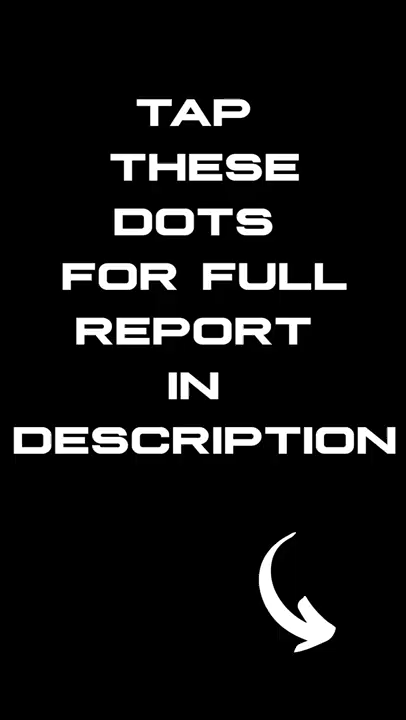 TAP
THESE
DOTS
FOR FULL
REPORT
IN
DESCRIPTION